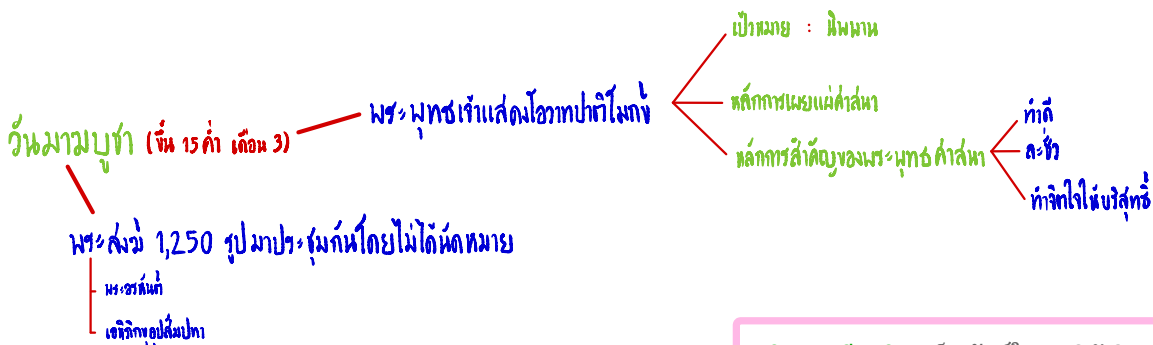 เป้าหมาย : นิพพาน
พระพุทธเจ้าแสดงโอวาทปาติโมกข์
หลักการเผยแผ่ศาสนา
วันมาฆบูชา (ขึ้น 15 ค่ำ เดือน 3)
หลักการสำคัญของพระพุทธศาสนา
ทำดี
ละชั่ว
ทำจิตใจให้บริสุทธิ์
พระสงฆ์ 1,250 รูปมาประชุมกันโดยไม่ได้นัดหมาย
พระอรหันต์
เอหิภิกขุอุปสัมปทา